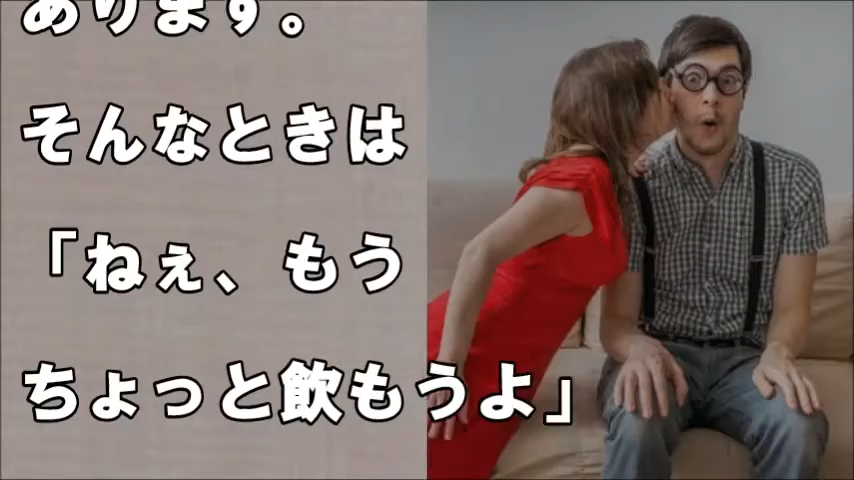 あります。
そんなときは
「ねぇ、もう
ちょっと飲もうよ」